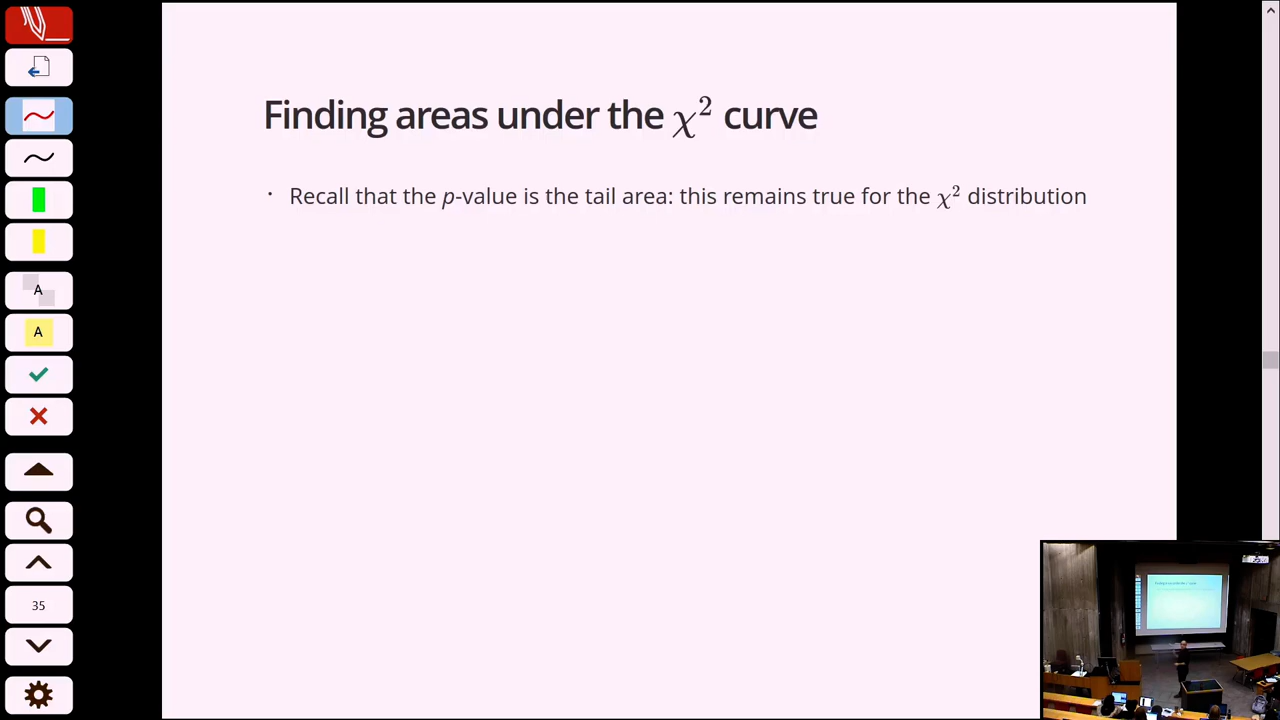 Finding areas under the χ² curve
· Recall that the p-value is the tail area: this remains true for the χ² distribution
A
A
35